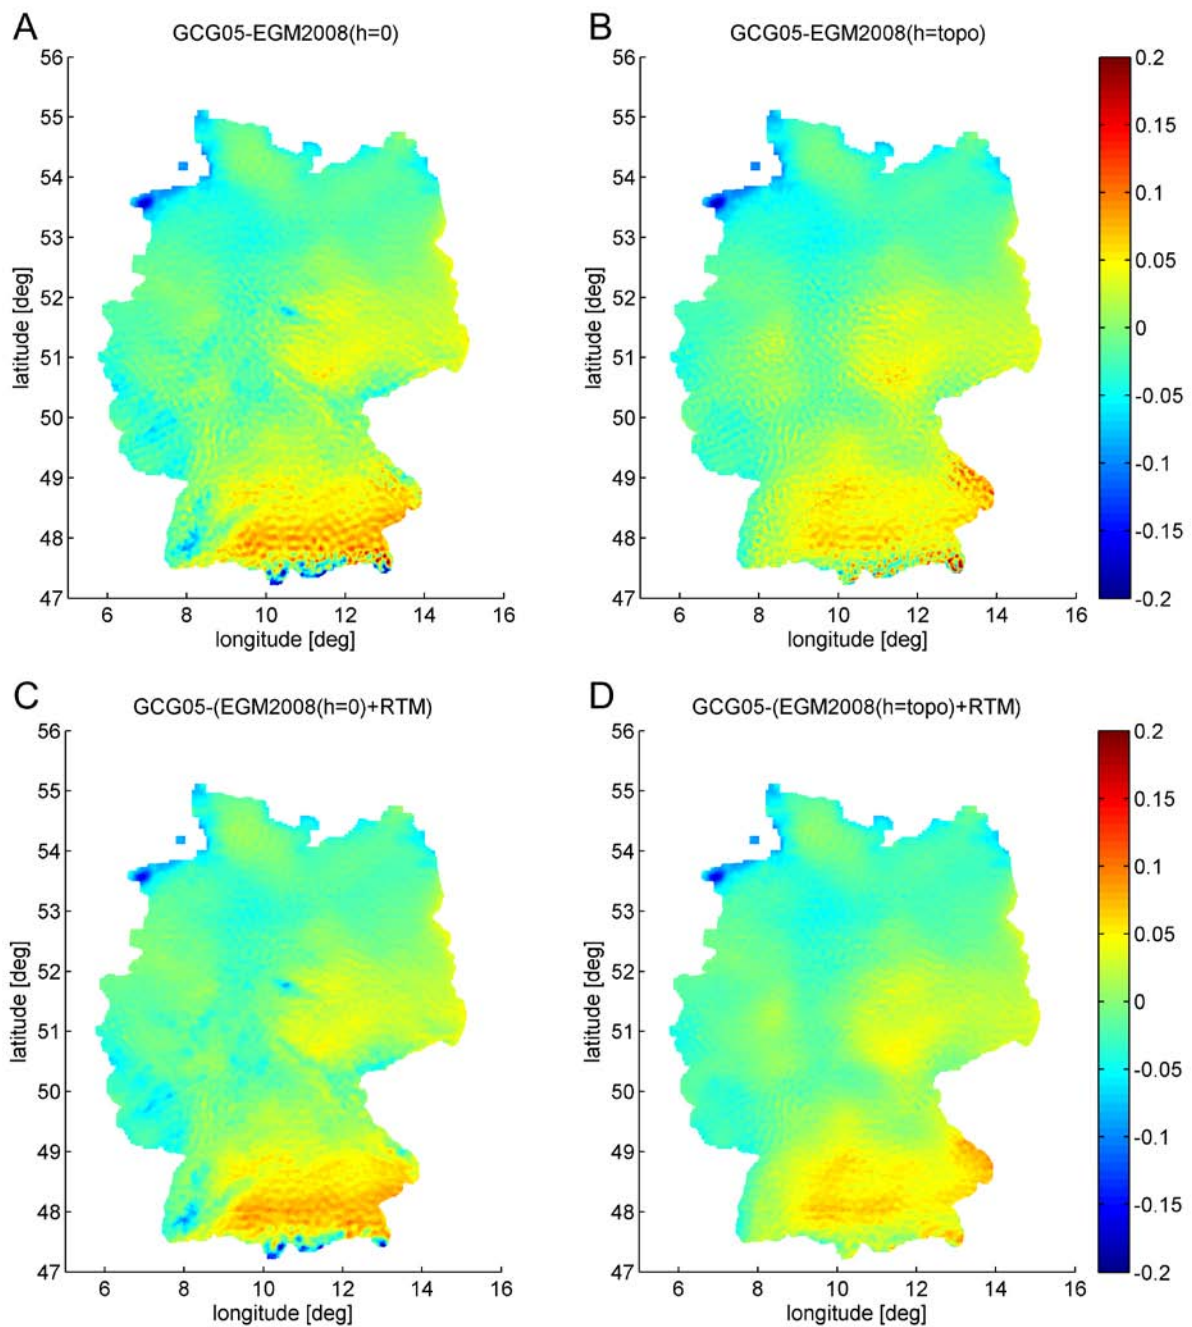 A
GCG05-EGM2008(h=0)
56
55
54
53
52
51
50
49
48
47
latitude [deg]
6 8 10 12 14 16
longitude [deg]
B
GCG05-EGM2008(h=topo)
56
55
54
53
52
51
50
49
48
47
latitude [deg]
6 8 10 12 14 16
longitude [deg]
0.2
0.15
0.1
0.05
0
-0.05
-0.1
-0.15
-0.2
C
GCG05-(EGM2008(h=0)+RTM)
56
55
54
53
52
51
50
49
48
47
latitude [deg]
6 8 10 12 14 16
longitude [deg]
D
GCG05-(EGM2008(h=topo)+RTM)
56
55
54
53
52
51
50
49
48
47
latitude [deg]
6 8 10 12 14 16
longitude [deg]
0.2
0.15
0.1
0.05
0
-0.05
-0.1
-0.15
-0.2